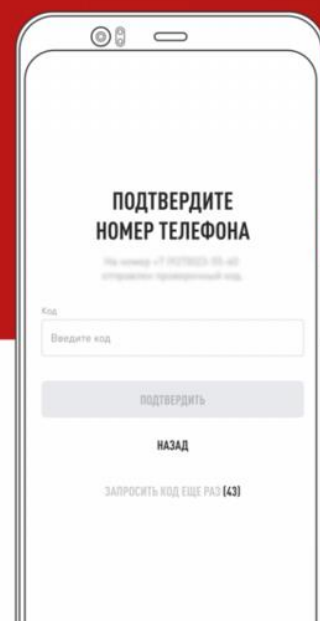 ПОДТВЕРДИТЕ
НОМЕР ТЕЛЕФОНА
Код
Введите код
ПОДТВЕРДИТЬ
НАЗАД
ЗАПРОСИТЬ КОД ЕЩЕ РАЗ (43)